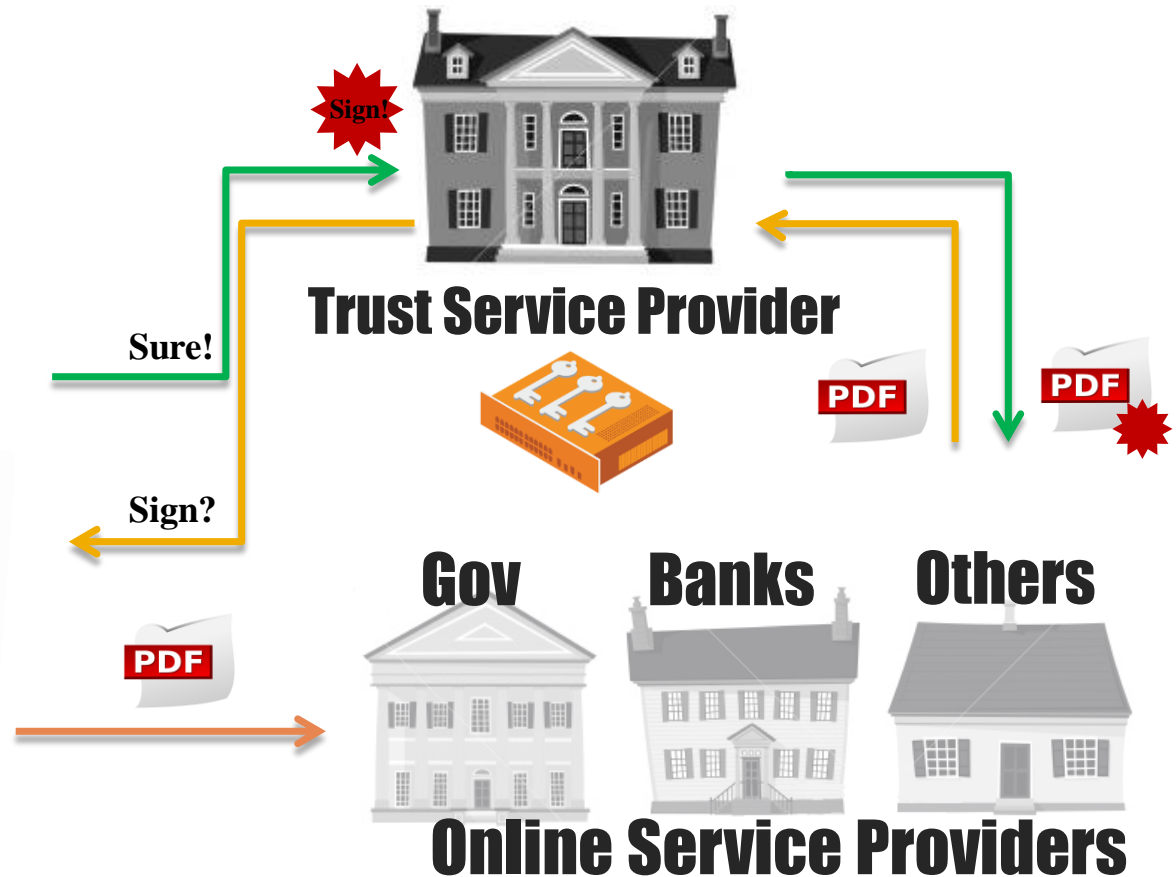 Sign!
Trust Service Provider
Sure!
PDF
PDF
Sign?
Gov
Banks
Others
PDF
Online Service Providers